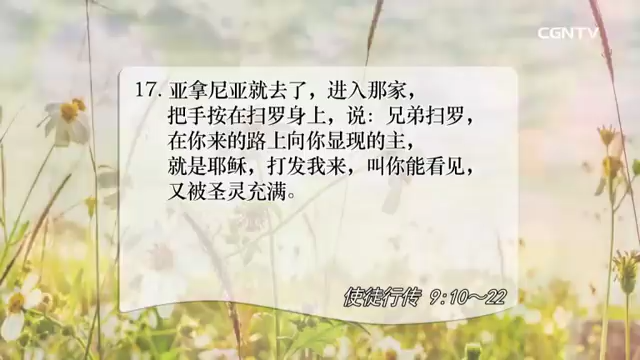 CGNTV
17. 亚拿尼亚就去了，进入那家，
把手按在扫罗身上，说：兄弟扫罗，
在你来的路上向你显现的主，
就是耶稣，打发我来，叫你能看见，
又被圣灵充满。
使徒行传 9:10～22